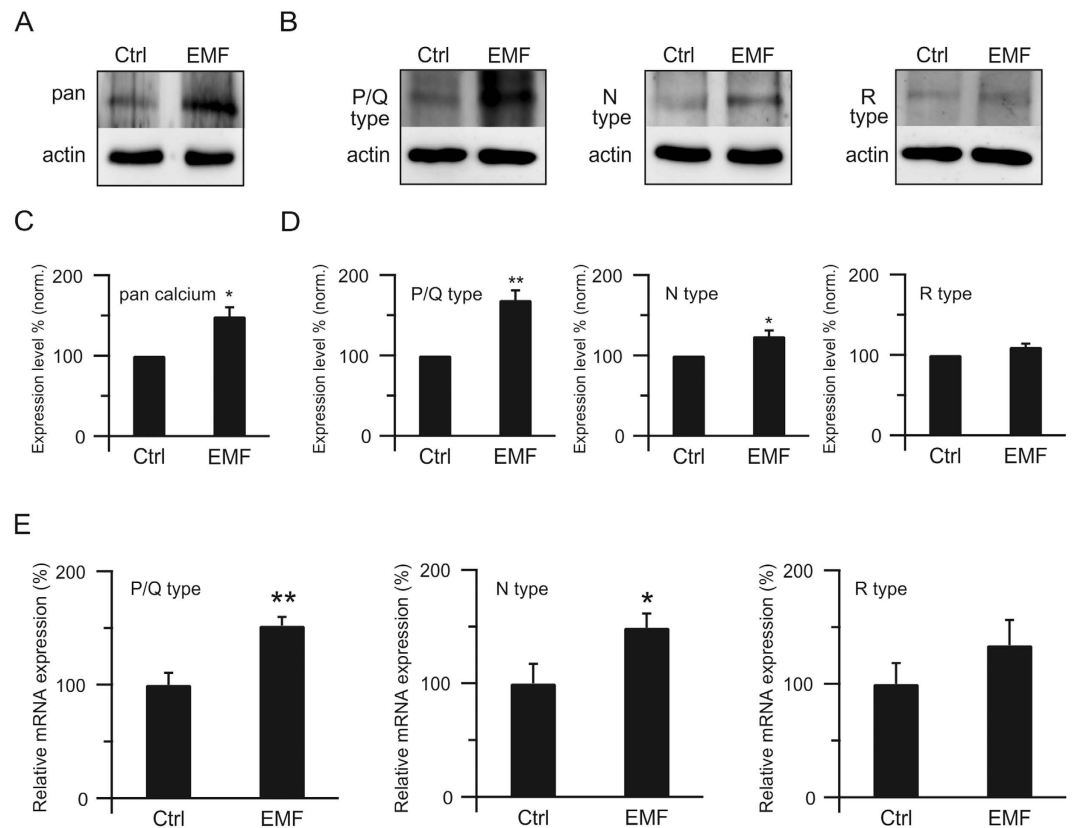 A
B
Ctrl EMF
Ctrl EMF
Ctrl EMF
Ctrl EMF
pan
actin
P/Q
type
actin
N
type
actin
R
type
actin
C
D
Expression level % (norm.)
200
100
0
pan calcium
*
Ctrl EMF
Expression level % (norm.)
200
100
0
P/Q type
**
Ctrl EMF
Expression level % (norm.)
200
100
0
N type
*
Ctrl EMF
Expression level % (norm.)
200
100
0
R type
Ctrl EMF
E
Relative mRNA expression (%)
200
100
0
P/Q type
**
Ctrl EMF
Relative mRNA expression (%)
200
100
0
N type
*
Ctrl EMF
Relative mRNA expression (%)
200
100
0
R type
Ctrl EMF